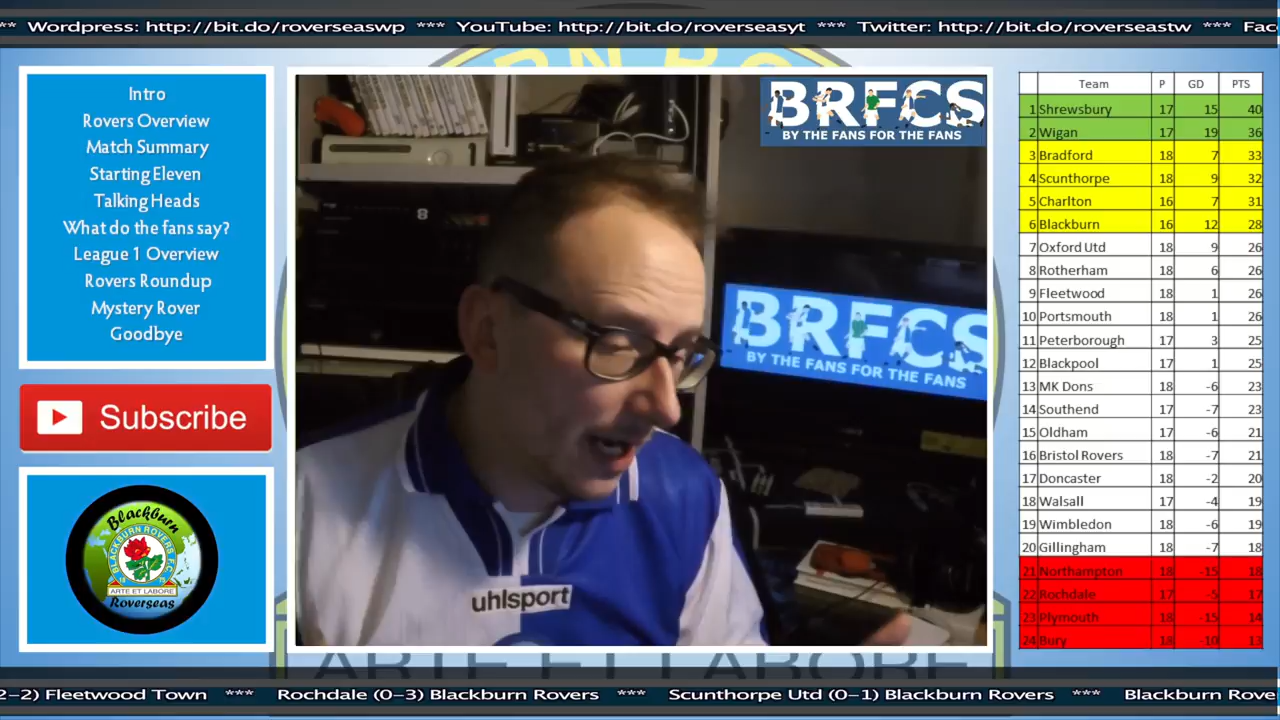 ** Wordpress: http://bit.do/roverseaswp *** YouTube: http://bit.do/roverseasyt *** Twitter: http://bit.do/roverseastw *** Fac
Intro
Rovers Overview
Match Summary
Starting Eleven
Talking Heads
What do the fans say?
League 1 Overview
Rovers Roundup
Mystery Rover
Goodbye
Subscribe
Blackburn
BLACKBURN ROVERS F.C.
18 75
ARTE ET LABORE
Roverseas
BRFCS
BY THE FANS FOR THE FANS
8
BRFCS
BY THE FANS FOR THE FANS
uhlsport
Team P GD PTS
1 Shrewsbury 17 15 40
2 Wigan 17 19 36
3 Bradford 18 7 33
4 Scunthorpe 18 9 32
5 Charlton 16 7 31
6 Blackburn 16 12 28
7 Oxford Utd 18 9 26
8 Rotherham 18 6 26
9 Fleetwood 18 1 26
10 Portsmouth 18 1 26
11 Peterborough 17 3 25
12 Blackpool 17 1 25
13 MK Dons 18 -6 23
14 Southend 17 -7 23
15 Oldham 17 -6 21
16 Bristol Rovers 18 -7 21
17 Doncaster 18 -2 20
18 Walsall 17 -4 19
19 Wimbledon 18 -6 19
20 Gillingham 18 -7 18
21 Northampton 18 -15 18
22 Rochdale 17 -5 17
23 Plymouth 18 -15 14
24 Bury 18 -10 13
ARTE ET LABORE
2-2) Fleetwood Town *** Rochdale (0-3) Blackburn Rovers *** Scunthorpe Utd (0-1) Blackburn Rovers *** Blackburn Rove